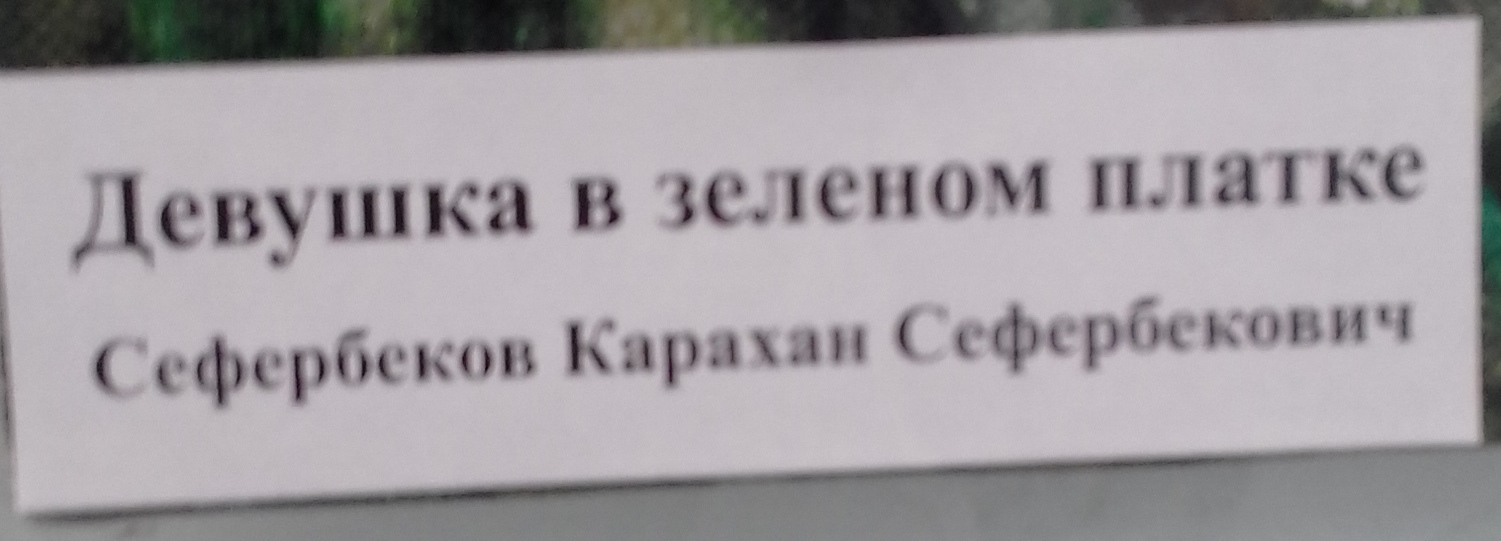 Девушка в зеленом платке
Сефербеков Карахан Сефербекович